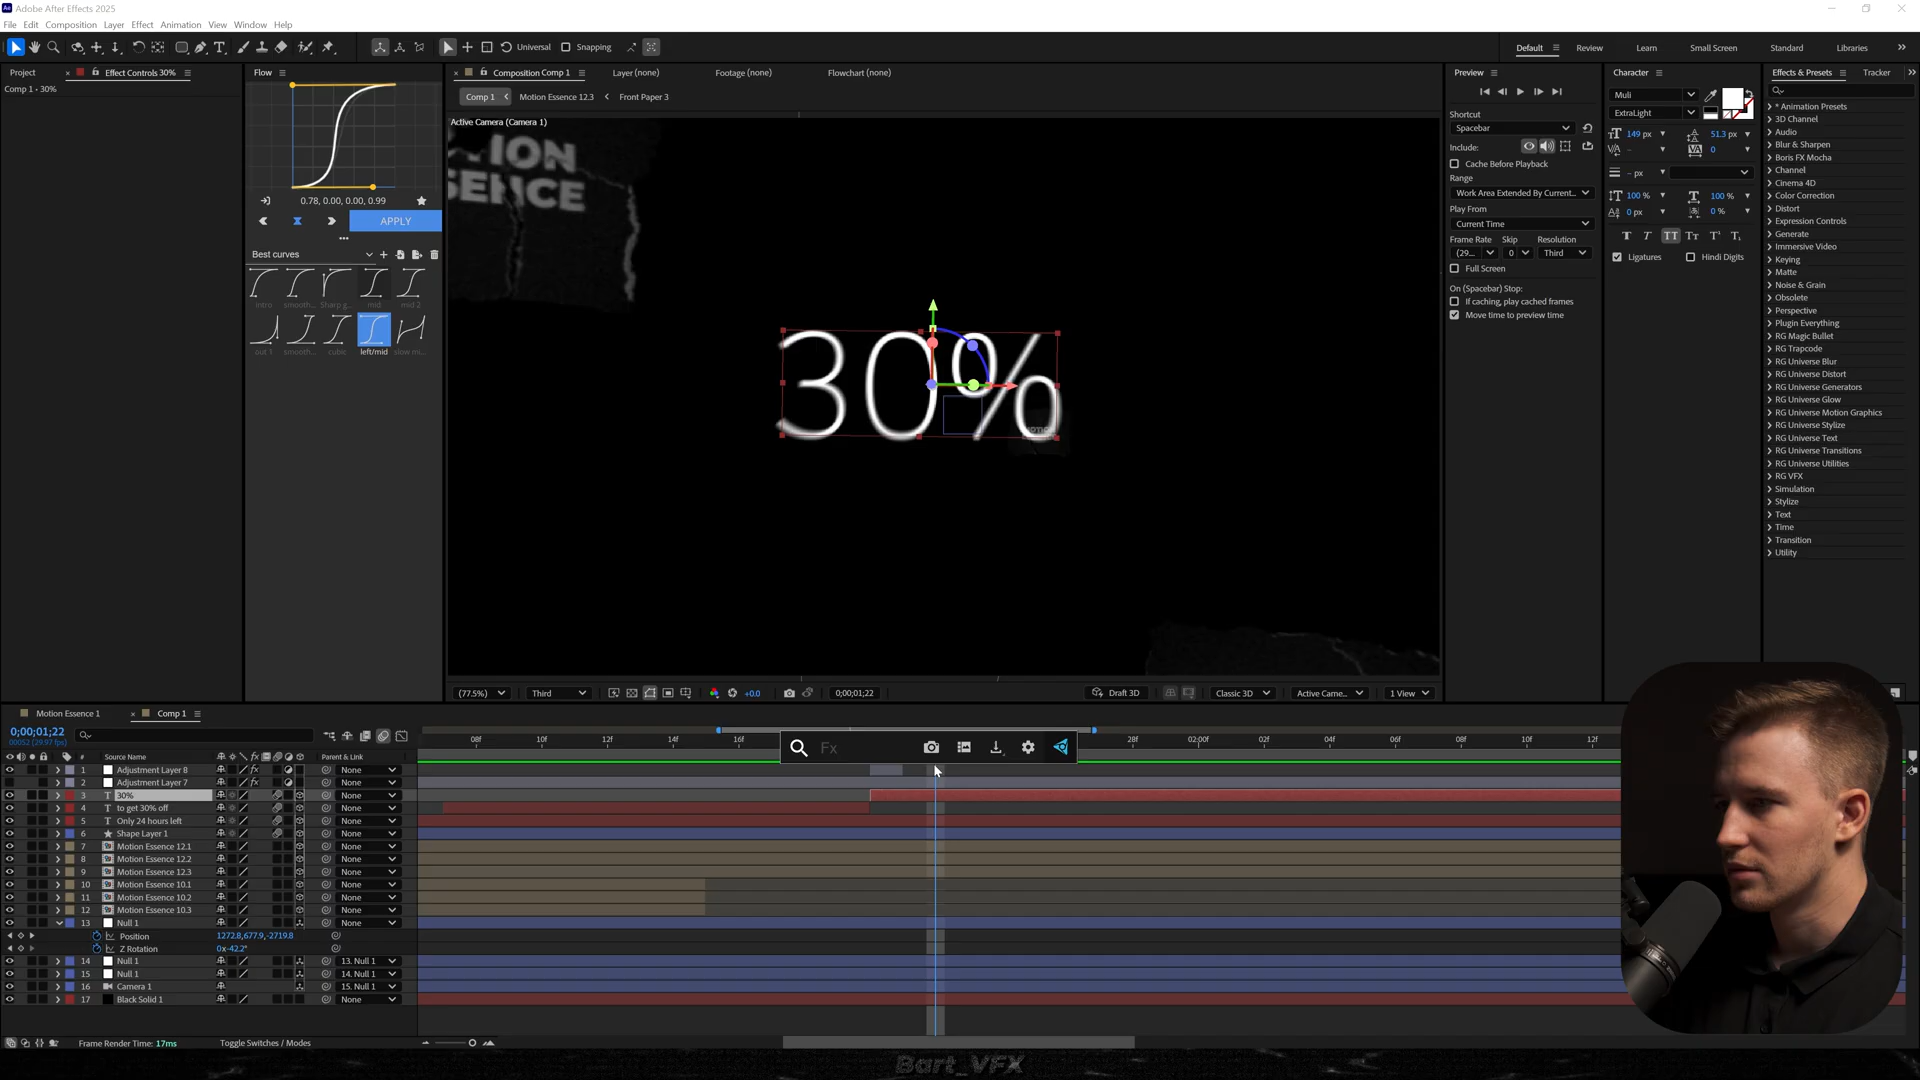 Adobe After Effects 2025
File Edit Composition Layer Effect Animation View Window Help
Universal Snapping Default Review Learn Small Screen Standard Libraries
Project Effect Controls 30% Flow Composition Comp 1 Layer (none) Footage (none) Flowchart (none) Preview Character Effects & Presets Tracker
Comp 1 • 30%
Comp 1 Motion Essence 12.3 Front Paper 3
Active Camera (Camera 1)
TION
SENCE
30%
0.78, 0.00, 0.00, 0.99
APPLY
Best curves
intro smooth... Sharp g... mid mid 2
out 1 smooth... cubic left/mid slow m...
Shortcut
Spacebar
Include:
Cache Before Playback
Range
Work Area Extended By Current...
Play From
Current Time
Frame Rate Skip Resolution
(29... 0 Third
Full Screen
On (Spacebar) Stop:
If caching, play cached frames
Move time to preview time
Muli
ExtraLight
149 px 51.3 px
0
- px
100 % 100 %
0 px 0 %
Ligatures Hindi Digits
* Animation Presets
3D Channel
Audio
Blur & Sharpen
Boris FX Mocha
Channel
Cinema 4D
Color Correction
Distort
Expression Controls
Generate
Immersive Video
Keying
Matte
Noise & Grain
Obsolete
Perspective
Plugin Everything
RG Magic Bullet
RG Trapcode
RG Universe Blur
RG Universe Distort
RG Universe Generators
RG Universe Glow
RG Universe Motion Graphics
RG Universe Stylize
RG Universe Text
RG Universe Transitions
RG Universe Utilities
RG VFX
Simulation
Stylize
Text
Time
Transition
Utility
(77.5%) Third +0.0 0;00;01;22 Draft 3D Classic 3D Active Came... 1 View
Motion Essence 1 Comp 1
0;00;01;22
00052 (29.97 fps)
08f 10f 12f 14f 16f 28f 02:00f 02f 04f 06f 08f 10f 12f
Fx
# Source Name Parent & Link
1 Adjustment Layer 8 None
2 Adjustment Layer 7 None
3 T 30% None
4 T to get 30% off None
5 T Only 24 hours left None
6 Shape Layer 1 None
7 Motion Essence 12.1 None
8 Motion Essence 12.2 None
9 Motion Essence 12.3 None
10 Motion Essence 10.1 None
11 Motion Essence 10.2 None
12 Motion Essence 10.3 None
13 Null 1 None
Position 1272.8,677.9,-2719.8
Z Rotation 0x-42.2°
14 Null 1 13. Null 1
15 Null 1 14. Null 1
16 Camera 1 15. Null 1
17 Black Solid 1 None
Frame Render Time: 17ms Toggle Switches / Modes
Bart_VFX